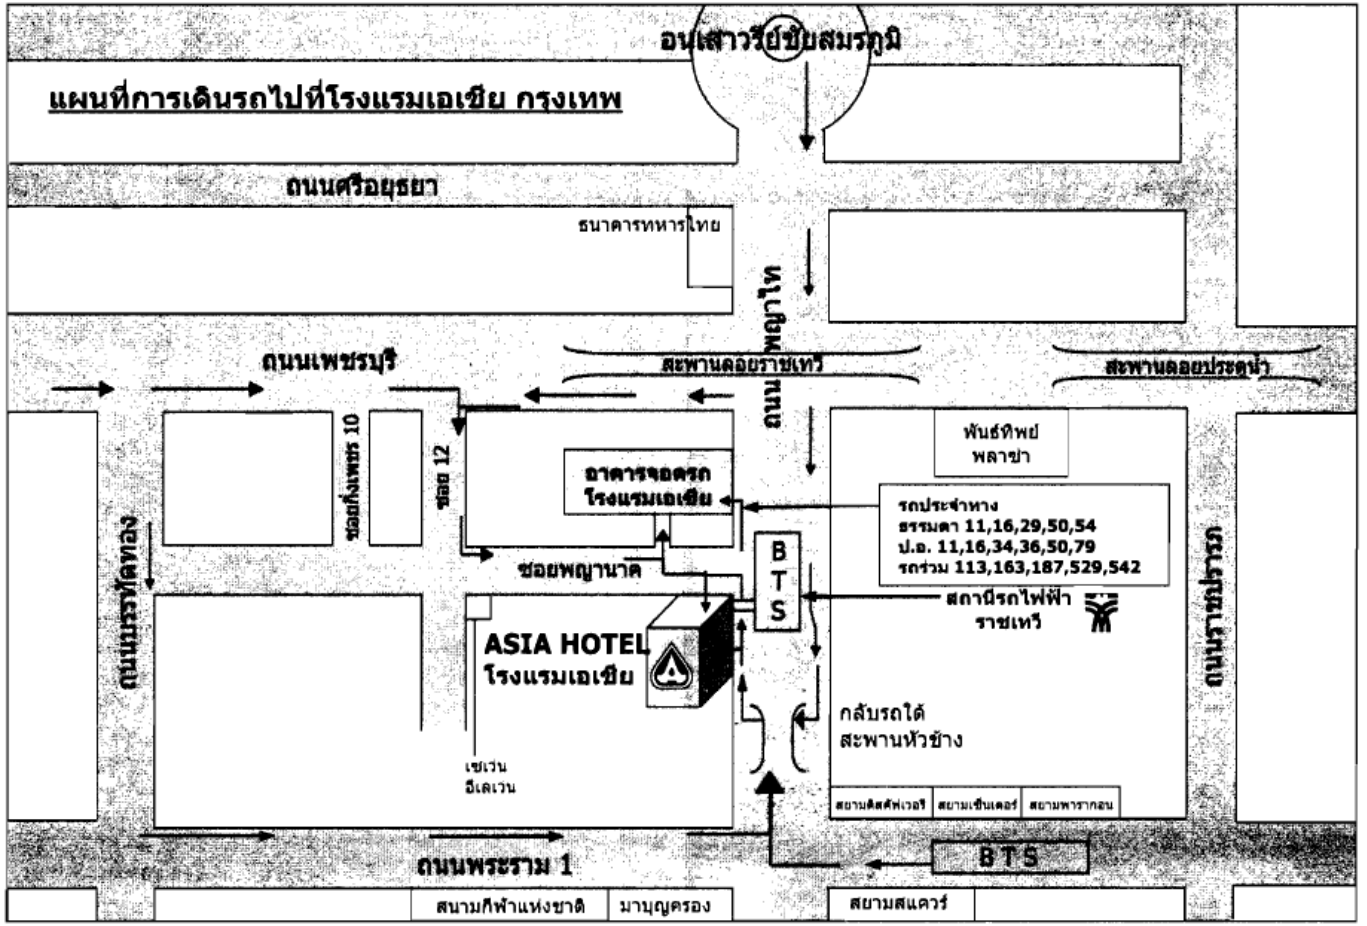 อนุเสาวรีย์ชัยสมรภูมิ
แผนที่การเดินรถไปที่โรงแรมเอเชีย กรุงเทพ
ถนนศรีอยุธยา
ธนาคารทหารไทย
ถนน พญาไท
ถนนเพชรบุรี
สะพานลอยราชเทวี
สะพานลอยประตูน้ำ
พันธ์ทิพย์
พลาซ่า
ซอยกิ่งเพชร 10
ซอย 12
อาคารจอดรถ
โรงแรมเอเชีย
รถประจำทาง
ธรรมดา 11,16,29,50,54
ป.อ. 11,16,34,36,50,79
รถร่วม 113,163,187,529,542
BTS
ซอยพญานาค
สถานีรถไฟฟ้า
ราชเทวี
ถนนบรรทัดทอง
ถนนราชปรารภ
ASIA HOTEL
โรงแรมเอเชีย
กลับรถใต้
สะพานหัวช้าง
เซเว่น
อีเลเว่น
สยามดิสคัฟเวอรี
สยามเซ็นเตอร์
สยามพารากอน
ถนนพระราม 1
BTS
สนามกีฬาแห่งชาติ
มาบุญครอง
สยามสแควร์